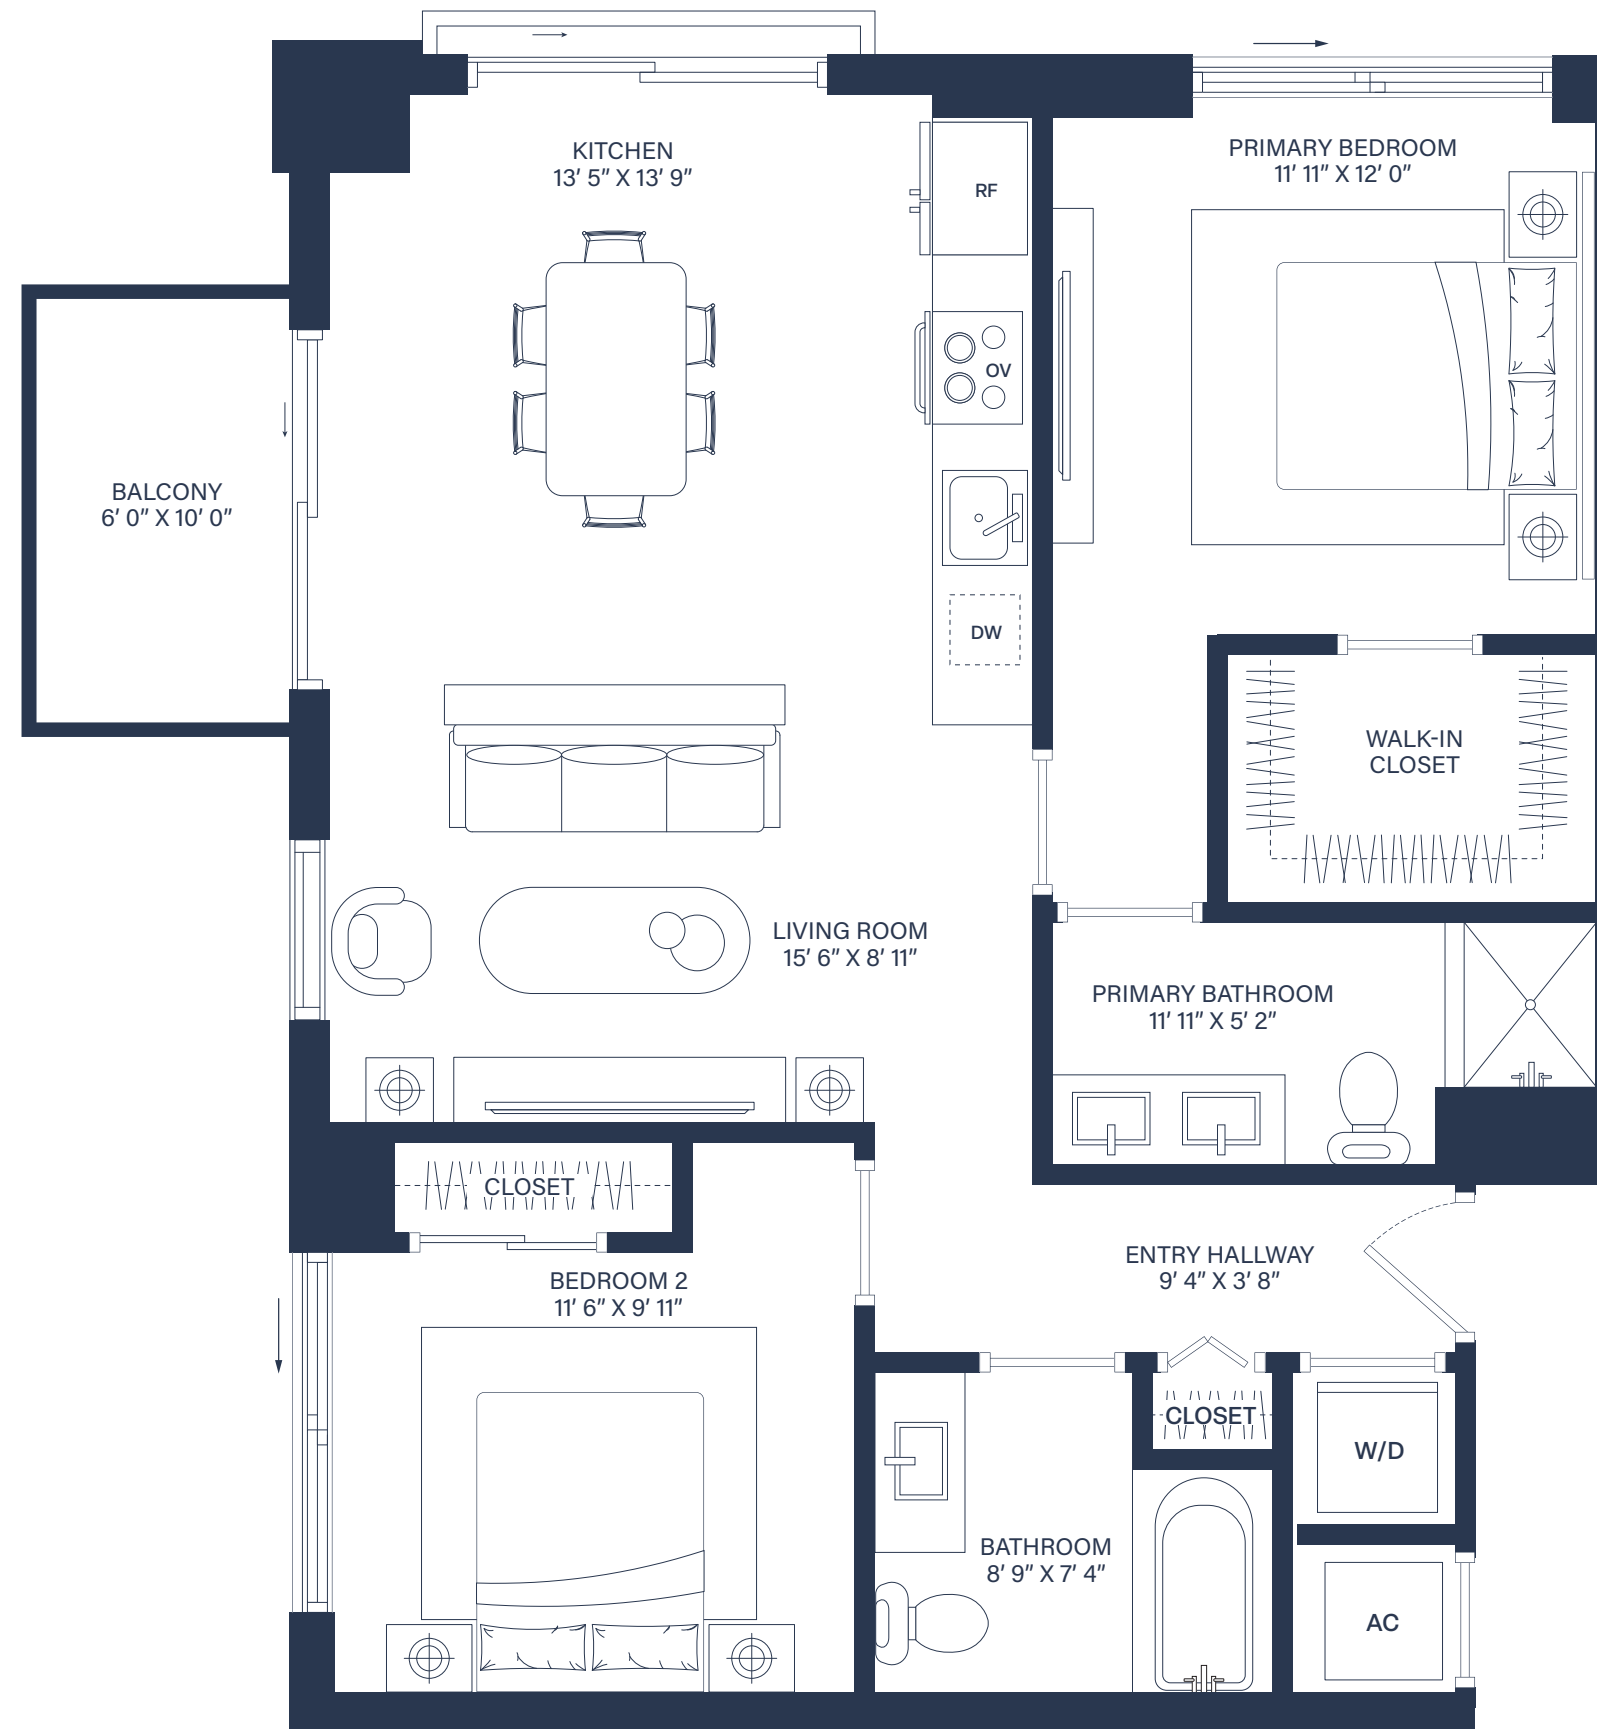 KITCHEN
13′ 5″ X 13′ 9″
PRIMARY BEDROOM
11′ 11″ X 12′ 0″
RF
OV
BALCONY
6′ 0″ X 10′ 0″
DW
WALK-IN
CLOSET
LIVING ROOM
15′ 6″ X 8′ 11″
PRIMARY BATHROOM
11′ 11″ X 5′ 2″
CLOSET
BEDROOM 2
11′ 6″ X 9′ 11″
ENTRY HALLWAY
9′ 4″ X 3′ 8″
CLOSET
W/D
BATHROOM
8′ 9″ X 7′ 4″
AC